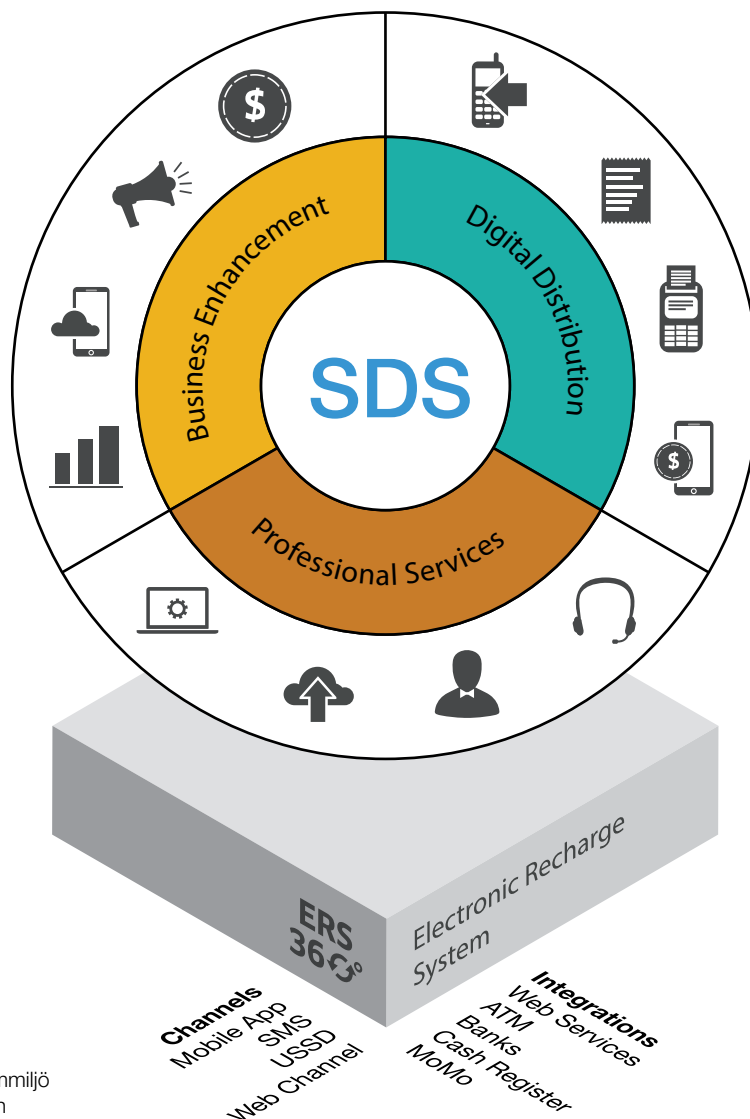 Business Enhancement
Digital Distribution
SDS
Professional Services
ERS
360°
Electronic Recharge
System
Channels
Mobile App
SMS
USSD
Web Channel
Integrations
Web Services
ATM
Banks
Cash Register
MoMo